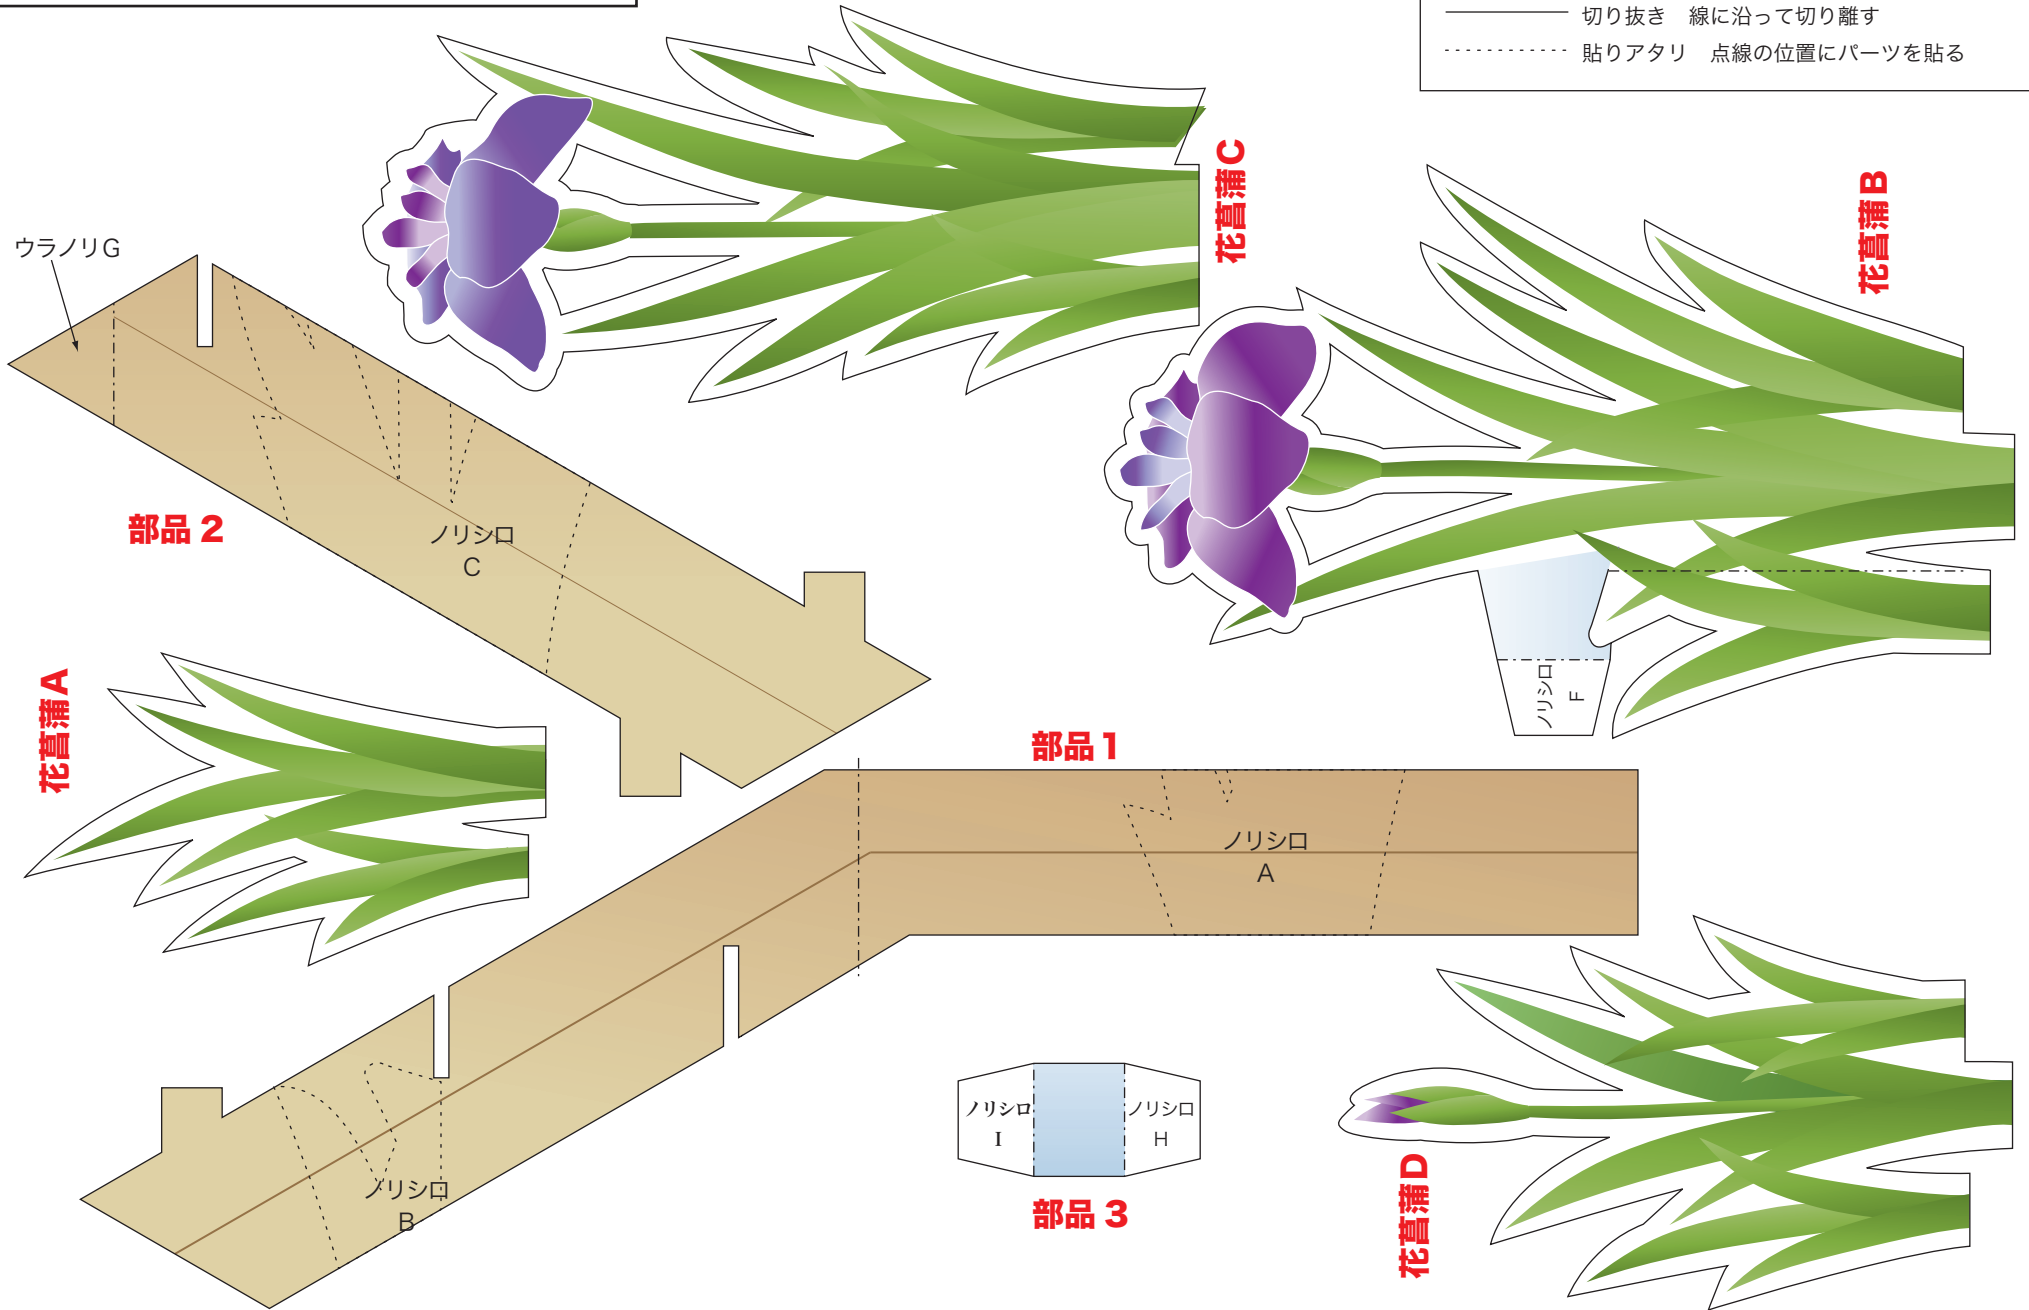 切り抜き　線に沿って切り離す
貼りアタリ　点線の位置にパーツを貼る
花菖蒲C
花菖蒲B
ウラノリG
部品 2
ノリシロ
C
ノリシロ
F
花菖蒲A
部品 1
ノリシロ
A
ノリシロ
I
ノリシロ
H
部品 3
ノリシロ
B
花菖蒲D